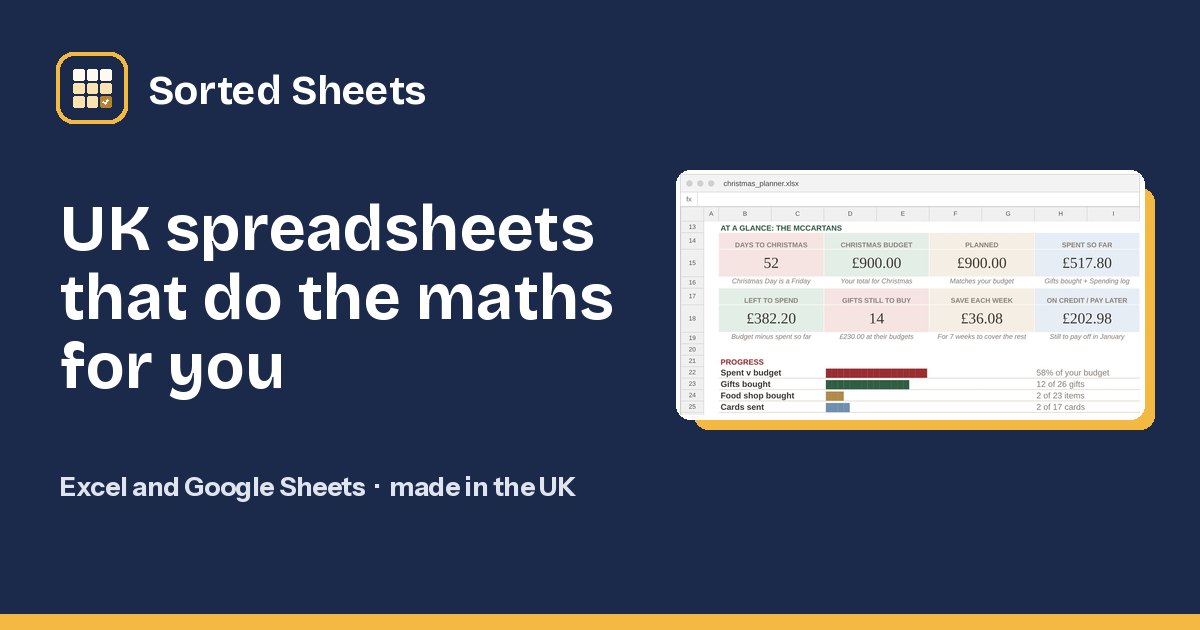 Sorted Sheets
UK spreadsheets
that do the maths
for you
Excel and Google Sheets · made in the UK
christmas_planner.xlsx
fx
A B C D E F G H I
13 AT A GLANCE: THE MCCARTANS
14 DAYS TO CHRISTMAS CHRISTMAS BUDGET PLANNED SPENT SO FAR
15 52 £900.00 £900.00 £517.80
16 Christmas Day is a Friday Your total for Christmas Matches your budget Gifts bought + Spending log
17 LEFT TO SPEND GIFTS STILL TO BUY SAVE EACH WEEK ON CREDIT / PAY LATER
18 £382.20 14 £36.08 £202.98
19 Budget minus spent so far £230.00 at their budgets For 7 weeks to cover the rest Still to pay off in January
20
21 PROGRESS
22 Spent v budget 58% of your budget
23 Gifts bought 12 of 26 gifts
24 Food shop bought 2 of 23 items
25 Cards sent 2 of 17 cards